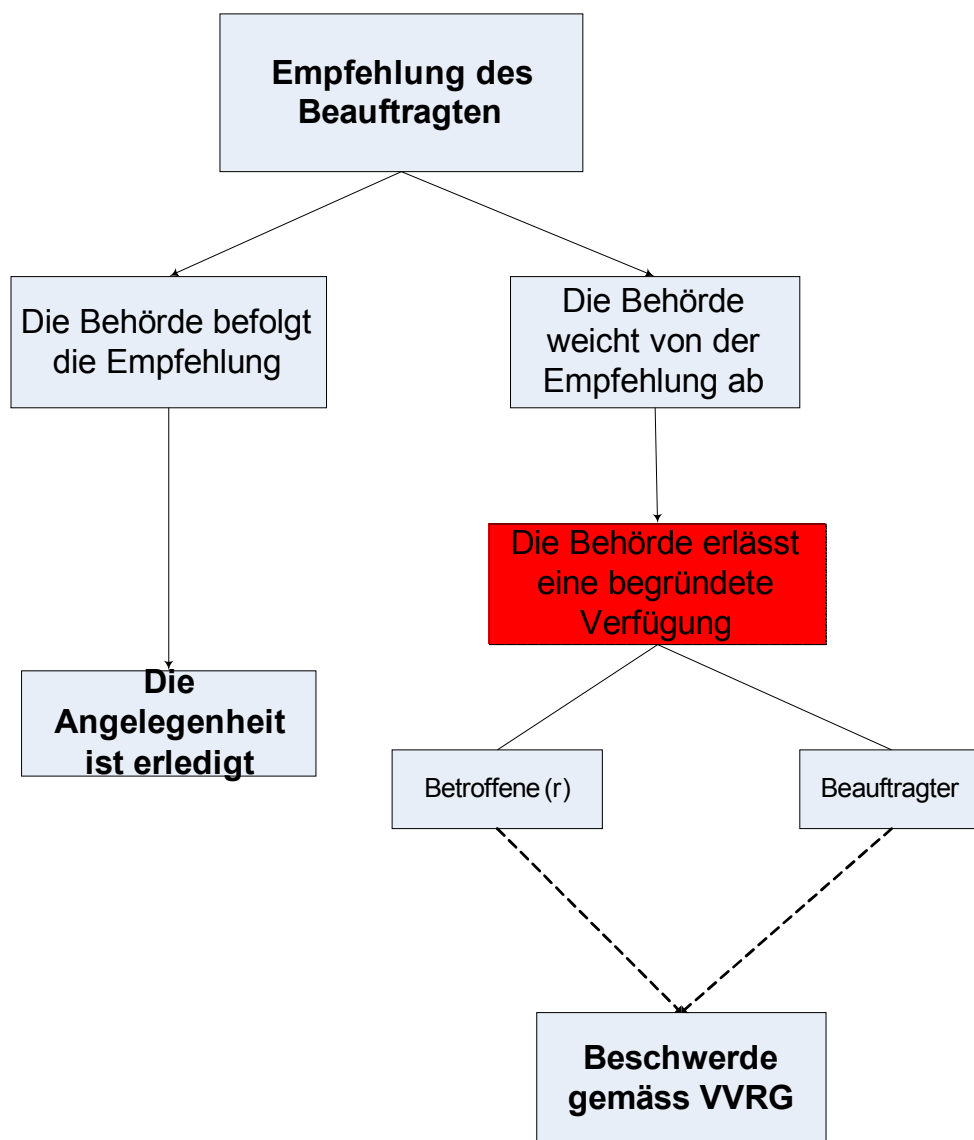 Empfehlung des
Beauftragten
Die Behörde befolgt
die Empfehlung
Die Behörde
weicht von der
Empfehlung ab
Die Behörde erlässt
eine begründete
Verfügung
Die
Angelegenheit
ist erledigt
Betroffene (r)
Beauftragter
Beschwerde
gemäss VVRG